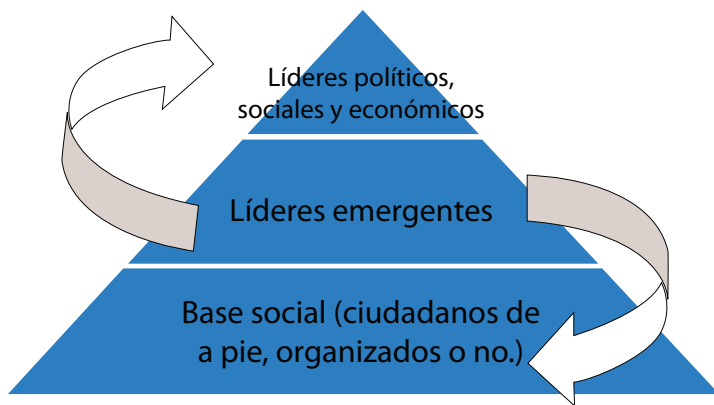 Líderes políticos,
sociales y económicos
Líderes emergentes
Base social (ciudadanos de
a pie, organizados o no.)